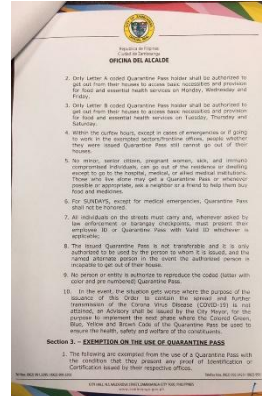 Republika de Filipinas
Ciudad de Zamboanga
OFICINA DEL ALCALDE
2. Only Letter A coded Quarantine Pass holder shall be authorized to
get out from their houses to access basic necessities and provision
for food and essential health services on Monday, Wednesday and
Friday.
3. Only Letter B coded Quarantine Pass holder shall be authorized to
get out from their houses to access basic necessities and provision
for food and essential health services on Tuesday, Thursday and
Saturday.
4. Within the curfew hours, except in cases of emergencies or if going
to work in the exempted sectors/frontline offices, people whether
they were issued Quarantine Pass still cannot go out of their
houses.
5. No minor, senior citizen, pregnant women, sick, and immuno
compromised individuals, can go out of the residence or dwelling
except to go to the hospital, medical, or allied medical institutions.
Those who live alone may get a Quarantine Pass or whenever
possible or appropriate, ask a neighbor or a friend to help them buy
food and medicines.
6. For SUNDAYS, except for medical emergencies, Quarantine Pass
shall not be honored.
7. All individuals on the streets must carry and, whenever asked by
law enforcement or barangay checkpoints, must present their
employee ID or Quarantine Pass with Valid ID whichever is
applicable;
8. The issued Quarantine Pass is not transferable and it is only
authorized to be used by the person to whom it is issued, and the
named alternate person in the event the authorized person is
incapable to get out of their house.
9. No person or entity is authorize to reproduce the coded (letter with
color and pre numbered) Quarantine Pass.
10. In the event, the situation gets worse where the purpose of the
issuance of this Order to contain the spread and further
transmission of the Corona Virus Disease (COVID-19) is not
attained, an Advisory shall be issued by the City Mayor, for the
purpose to implement the next phase where the Colored Green,
Blue, Yellow and Brown Code of the Quarantine Pass be used to
ensure the health, safety and welfare of the constituents.
Section 3. – EXEMPTION ON THE USE OF QUARANTINE PASS
1. The following are exempted from the use of a Quarantine Pass with
the condition that they present any proof of Identification or
Certification issued by their respective offices.